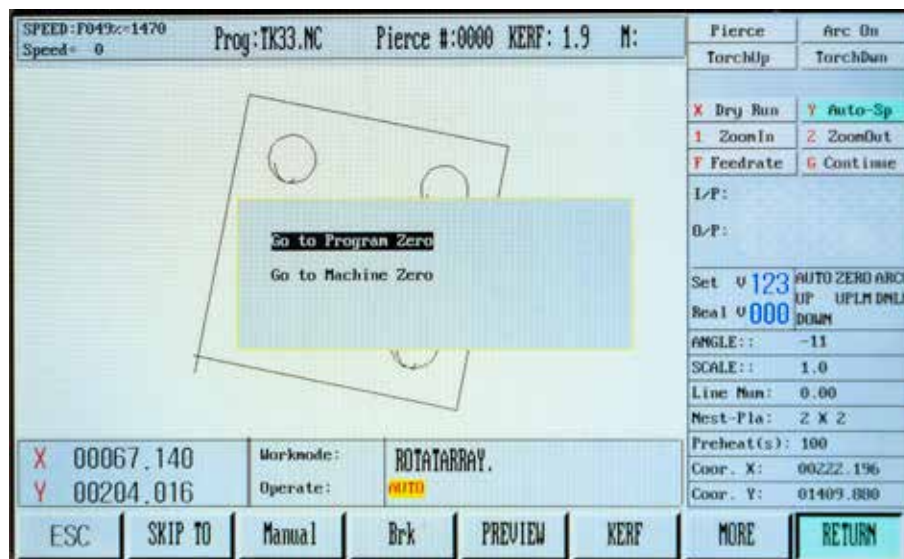 SPEED:F049%=1470
Speed= 0
Prog:TK33.NC Pierce #:0000 KERF: 1.9 M:
Pierce Arc On
TorchUp TorchDwn
X Dry Run Y Auto-Sp
1 ZoomIn 2 ZoomOut
F Feedrate G Continue
I/P:
O/P:
Set V 123 AUTO ZERO ARC
UP UPLM DNL
Real V 000 DOWN
ANGLE:: -11
SCALE:: 1.0
Line Num: 0.00
Nest-Pla: 2 X 2
Preheat(s): 100
Coor. X: 00222.196
Coor. Y: 01409.880
Go to Program Zero
Go to Machine Zero
X 00067.140
Y 00204.016
Workmode: ROTATARRAY.
Operate: AUTO
ESC SKIP TO Manual Brk PREVIEW KERF MORE RETURN